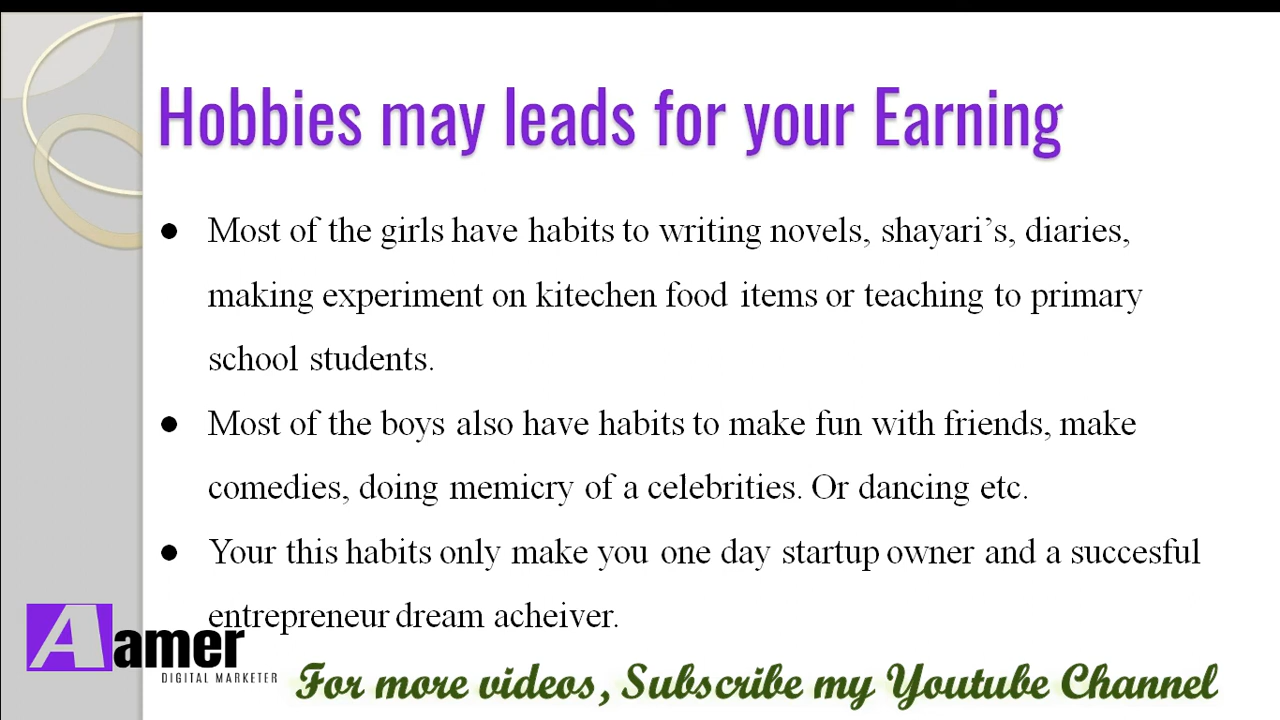 Hobbies may leads for your Earning
● Most of the girls have habits to writing novels, shayari’s, diaries,
making experiment on kitechen food items or teaching to primary
school students.
● Most of the boys also have habits to make fun with friends, make
comedies, doing memicry of a celebrities. Or dancing etc.
● Your this habits only make you one day startup owner and a succesful
entrepreneur dream acheiver.
Aamer
DIGITAL MARKETER
For more videos, Subscribe my Youtube Channel